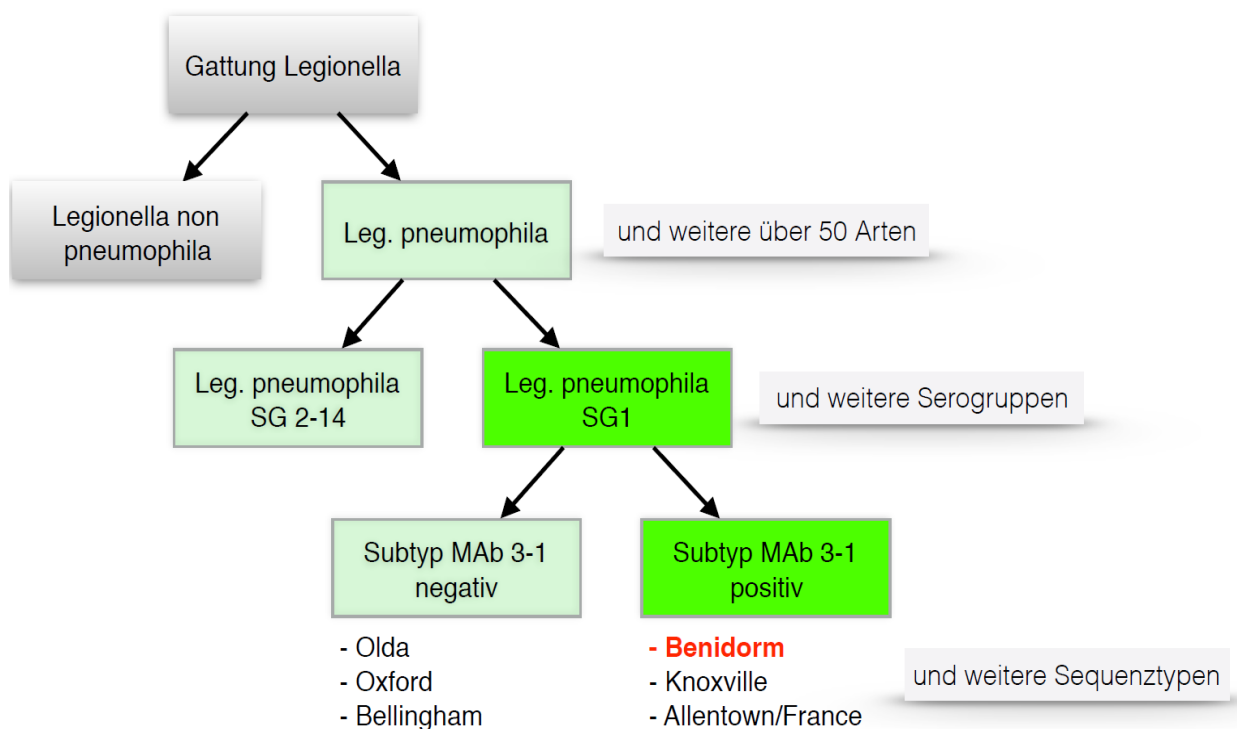 Gattung Legionella
Legionella non
pneumophila
Leg. pneumophila
und weitere über 50 Arten
Leg. pneumophila
SG 2-14
Leg. pneumophila
SG1
und weitere Serogruppen
Subtyp MAb 3-1
negativ
Subtyp MAb 3-1
positiv
- Olda
- Oxford
- Bellingham
- Benidorm
- Knoxville
- Allentown/France
und weitere Sequenztypen